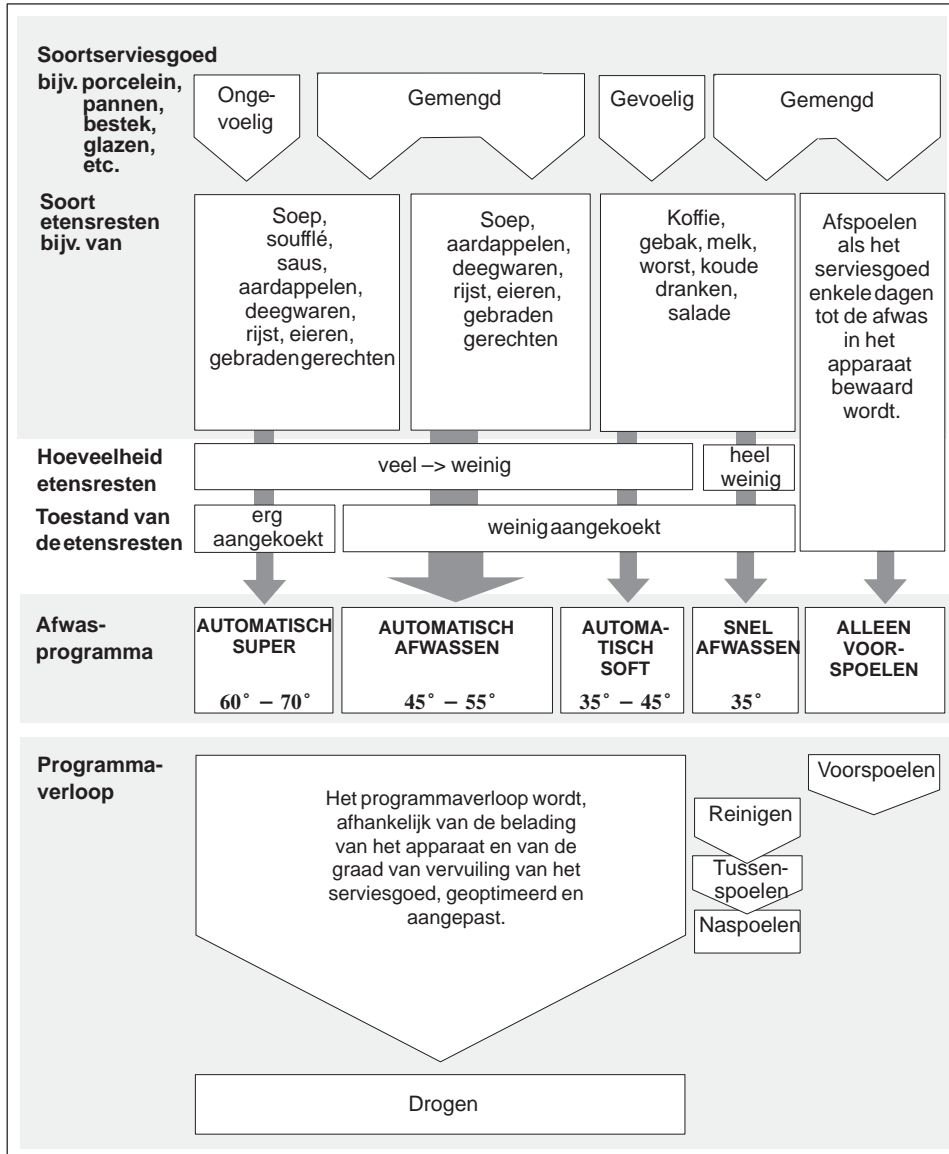 Soortserviesgoed
bijv. porcelein,
pannen,
bestek,
glazen,
etc.
Onge-
voelig
Gemengd
Gevoelig
Gemengd
Soort
etensresten
bijv. van
Soep,
soufflé,
saus,
aardappelen,
deegwaren,
rijst, eieren,
gebradengerechten
Soep,
aardappelen,
deegwaren,
rijst, eieren,
gebraden
gerechten
Koffie,
gebak, melk,
worst, koude
dranken,
salade
Afspoelen
als het
serviesgoed
enkele dagen
tot de afwas
in het
apparaat
bewaard
wordt.
Hoeveelheid
etensresten
veel –> weinig
heel
weinig
Toestand van
de etensresten
erg
aangekoekt
weinig aangekoekt
Afwas-
programma
AUTOMATISCH
SUPER
60° – 70°
AUTOMATISCH
AFWASSEN
45° – 55°
AUTOMA-
TISCH
SOFT
35° – 45°
SNEL
AFWASSEN
35°
ALLEEN
VOOR-
SPOELEN
Programma-
verloop
Het programmaverloop wordt,
afhankelijk van de belading
van het apparaat en van de
graad van vervuiling van het
serviesgoed, geoptimeerd en
aangepast.
Drogen
Reinigen
Tussen-
spoelen
Naspoelen
Voorspoelen